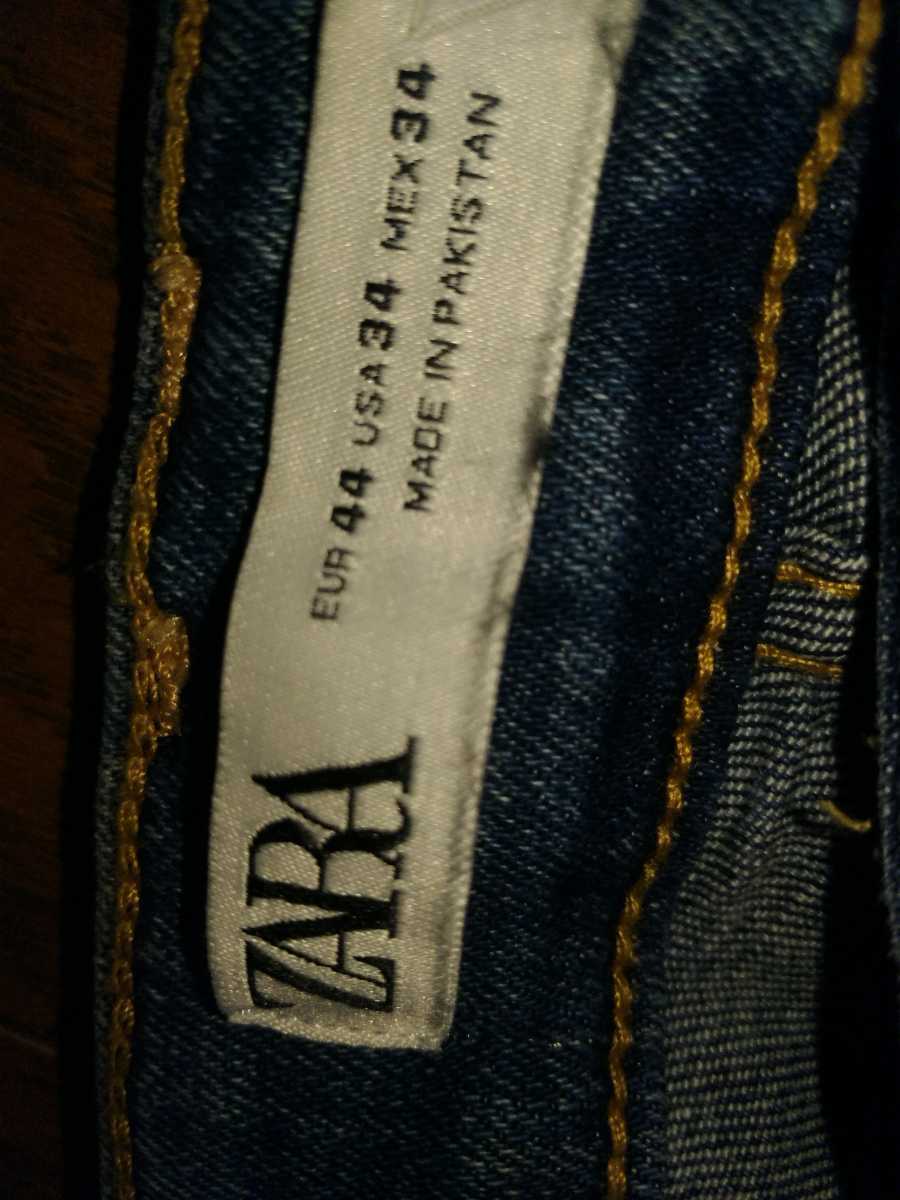 ZARA
EUR 44 USA 34 MEX 34
MADE IN PAKISTAN